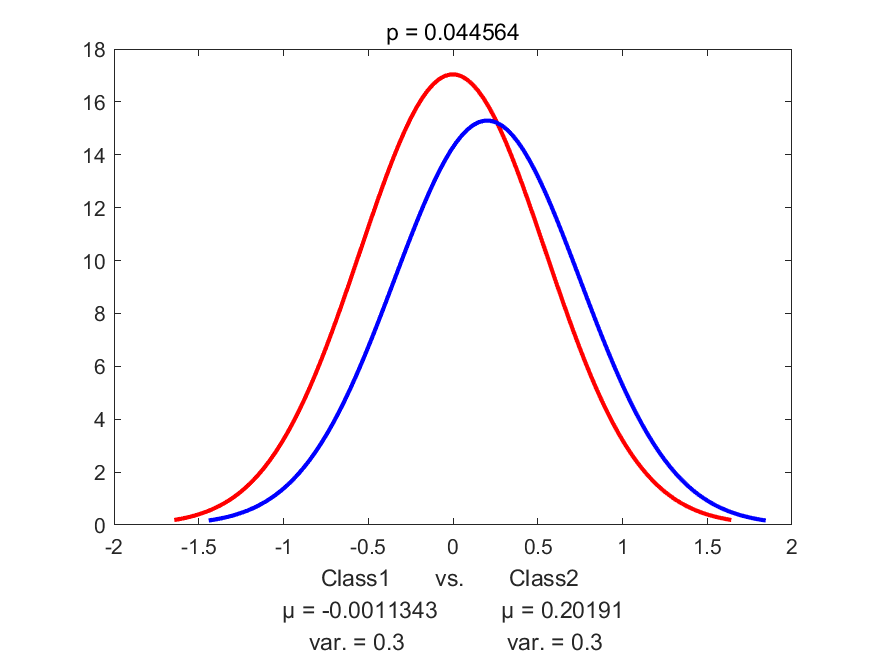 p = 0.044564
18
16
14
12
10
8
6
4
2
0
-2 -1.5 -1 -0.5 0 0.5 1 1.5 2
Class1 vs. Class2
μ = -0.0011343 μ = 0.20191
var. = 0.3 var. = 0.3